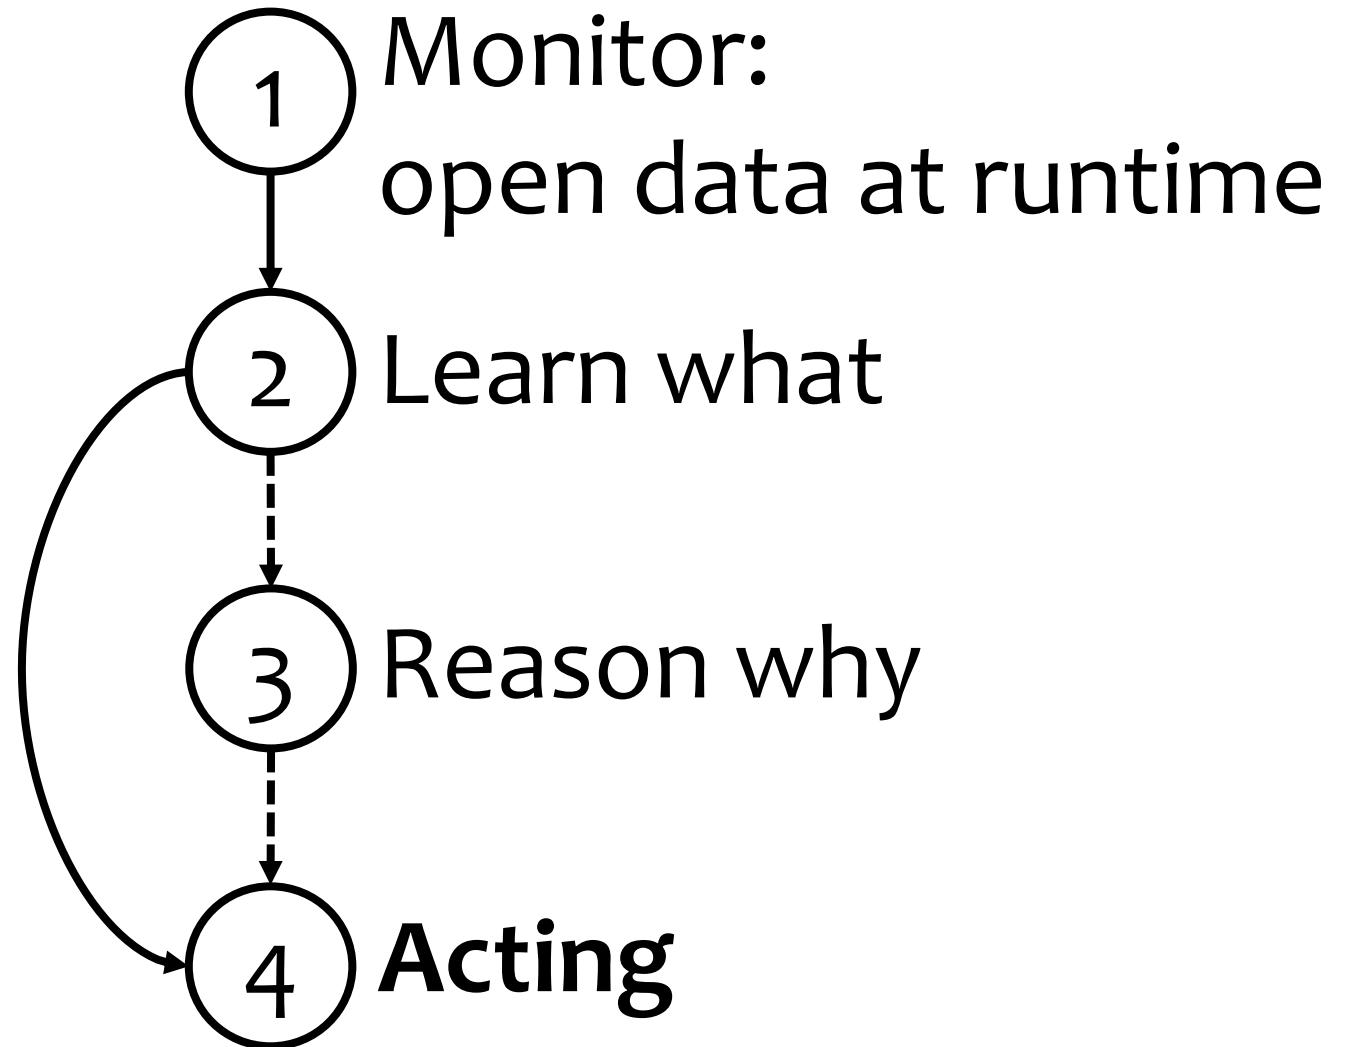 1 Monitor:
open data at runtime
2 Learn what
3 Reason why
4 Acting